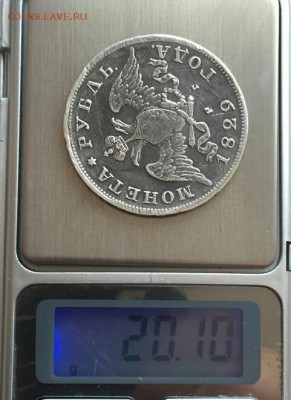 COINS.LAVE.RU
МОНЕТА ★ РУБЛЬ.
1829 ГОДА
20.10
g